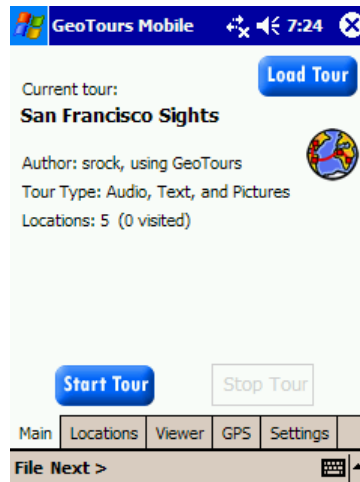 GeoTours Mobile 7:24
Load Tour
Current tour:
San Francisco Sights
Author: srock, using GeoTours
Tour Type: Audio, Text, and Pictures
Locations: 5 (0 visited)
Start Tour Stop Tour
Main Locations Viewer GPS Settings
File Next >